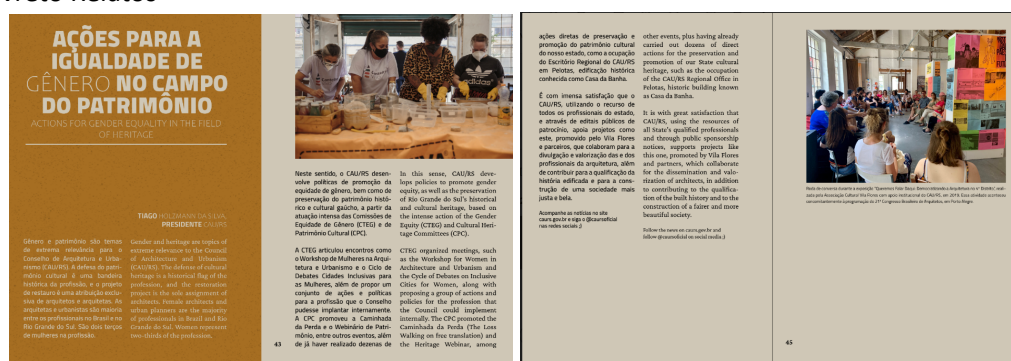 AÇÕES PARA A
IGUALDADE DE
GÊNERO NO CAMPO
DO PATRIMÔNIO
ACTIONS FOR GENDER EQUALITY IN THE FIELD
OF HERITAGE
TIAGO HOLZMANN DA SILVA,
PRESIDENTE CAU/RS
Gênero e patrimônio são temas
de extrema relevância para o
Conselho de Arquitetura e Urba-
nismo (CAU/RS). A defesa do patri-
mônio cultural é uma bandeira
histórica da profissão, e o projeto
de restauro é uma atribuição exclu-
siva de arquitetos e arquitetas. As
arquitetas e urbanistas são maioria
entre os profissionais no Brasil e no
Rio Grande do Sul. São dois terços
de mulheres na profissão.
Gender and heritage are topics of
extreme relevance to the Council
of Architecture and Urbanism
(CAU/RS). The defense of cultural
heritage is a historical flag of the
profession, and the restoration
project is the sole assignment of
architects. Female architects and
urban planners are the majority
of professionals in Brazil and Rio
Grande do Sul. Women represent
two-thirds of the profession.
Neste sentido, o CAU/RS desen-
volve políticas de promoção da
equidade de gênero, bem como de
preservação do patrimônio histó-
rico e cultural gaúcho, a partir da
atuação intensa das Comissões de
Equidade de Gênero (CTEG) e de
Patrimônio Cultural (CPC).
A CTEG articulou encontros como
o Workshop de Mulheres na Arqui-
tetura e Urbanismo e o Ciclo de
Debates Cidades Inclusivas para
as Mulheres, além de propor um
conjunto de ações e políticas
para a profissão que o Conselho
pudesse implantar internamente.
A CPC promoveu a Caminhada
da Perda e o Webinário de Patri-
mônio, entre outros eventos, além
de já haver realizado dezenas de
In this sense, CAU/RS deve-
lops policies to promote gender
equity, as well as the preservation
of Rio Grande do Sul's historical
and cultural heritage, based on
the intense action of the Gender
Equity (CTEG) and Cultural Heri-
tage Committees (CPC).
CTEG organized meetings, such
as the Workshop for Women in
Architecture and Urbanism and
the Cycle of Debates on Inclusive
Cities for Women, along with
proposing a group of actions and
policies for the profession that
the Council could implement
internally. The CPC promoted the
Caminhada da Perda (The Loss
Walking on free translation) and
the Heritage Webinar, among
43
ações diretas de preservação e
promoção do patrimônio cultural
do nosso estado, como a ocupação
do Escritório Regional do CAU/RS
em Pelotas, edificação histórica
conhecida como Casa da Banha.
É com imensa satisfação que o
CAU/RS, utilizando o recurso de
todos os profissionais do estado,
e através de editais públicos de
patrocínio, apoia projetos como
este, promovido pelo Vila Flores
e parceiros, que colaboram para a
divulgação e valorização das e dos
profissionais da arquitetura, além
de contribuir para a qualificação da
história edificada e para a cons-
trução de uma sociedade mais
justa e bela.
Acompanhe as notícias no site
caurs.gov.br e siga o @caursoficial
nas redes sociais ;)
other events, plus having already
carried out dozens of direct
actions for the preservation and
promotion of our State cultural
heritage, such as the occupation
of the CAU/RS Regional Office in
Pelotas, historic building known
as Casa da Banha.
It is with great satisfaction that
CAU/RS, using the resources of
all State's qualified professionals
and through public sponsorship
notices, supports projects like
this one, promoted by Vila Flores
and partners, which collaborate
for the dissemination and valo-
rization of architects, in addition
to contributing to the qualifica-
tion of the built history and to the
construction of a fairer and more
beautiful society.
Follow the news on caurs.gov.br and
follow @caursoficial on social media ;)
45